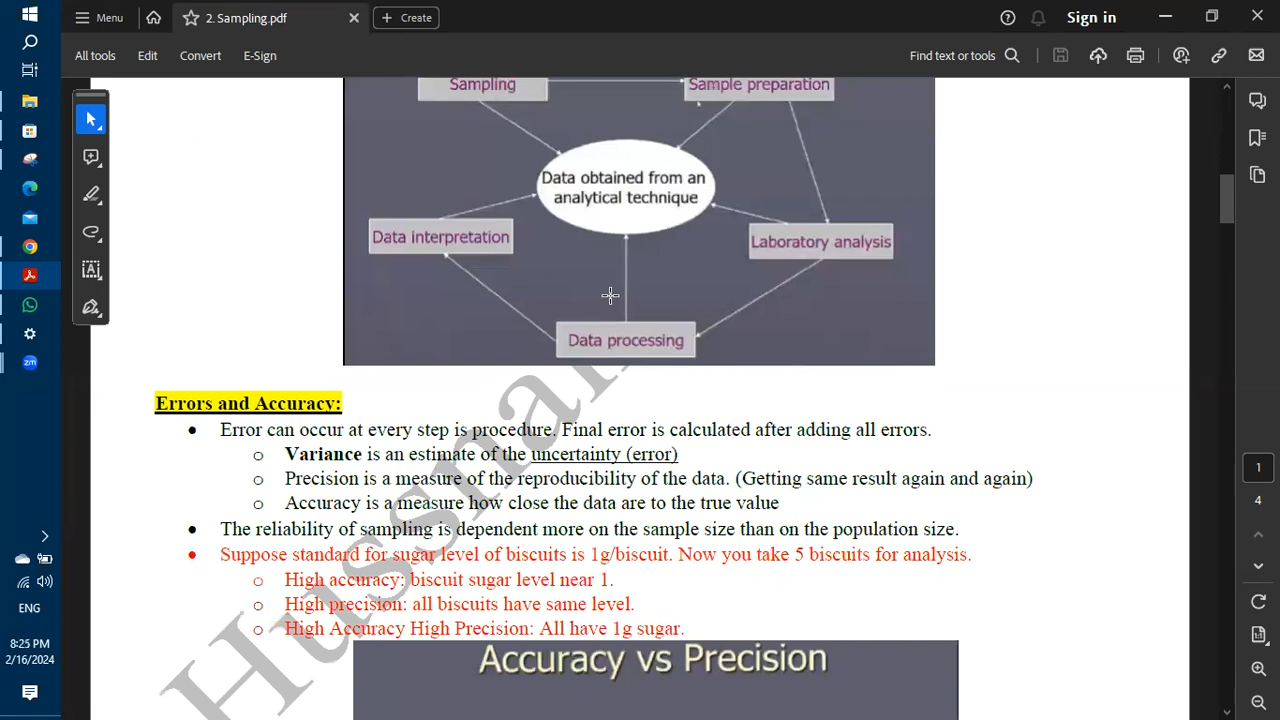 Menu
2. Sampling.pdf
Create
Sign in
All tools
Edit
Convert
E-Sign
Find text or tools
Sampling
Sample preparation
Data obtained from an
analytical technique
Data interpretation
Laboratory analysis
Data processing
Errors and Accuracy:
• Error can occur at every step is procedure. Final error is calculated after adding all errors.
o Variance is an estimate of the uncertainty (error)
o Precision is a measure of the reproducibility of the data. (Getting same result again and again)
o Accuracy is a measure how close the data are to the true value
• The reliability of sampling is dependent more on the sample size than on the population size.
• Suppose standard for sugar level of biscuits is 1g/biscuit. Now you take 5 biscuits for analysis.
o High accuracy: biscuit sugar level near 1.
o High precision: all biscuits have same level.
o High Accuracy High Precision: All have 1g sugar.
Accuracy vs Precision
1
4
1:1
zm
ENG
8:25 PM
2/16/2024